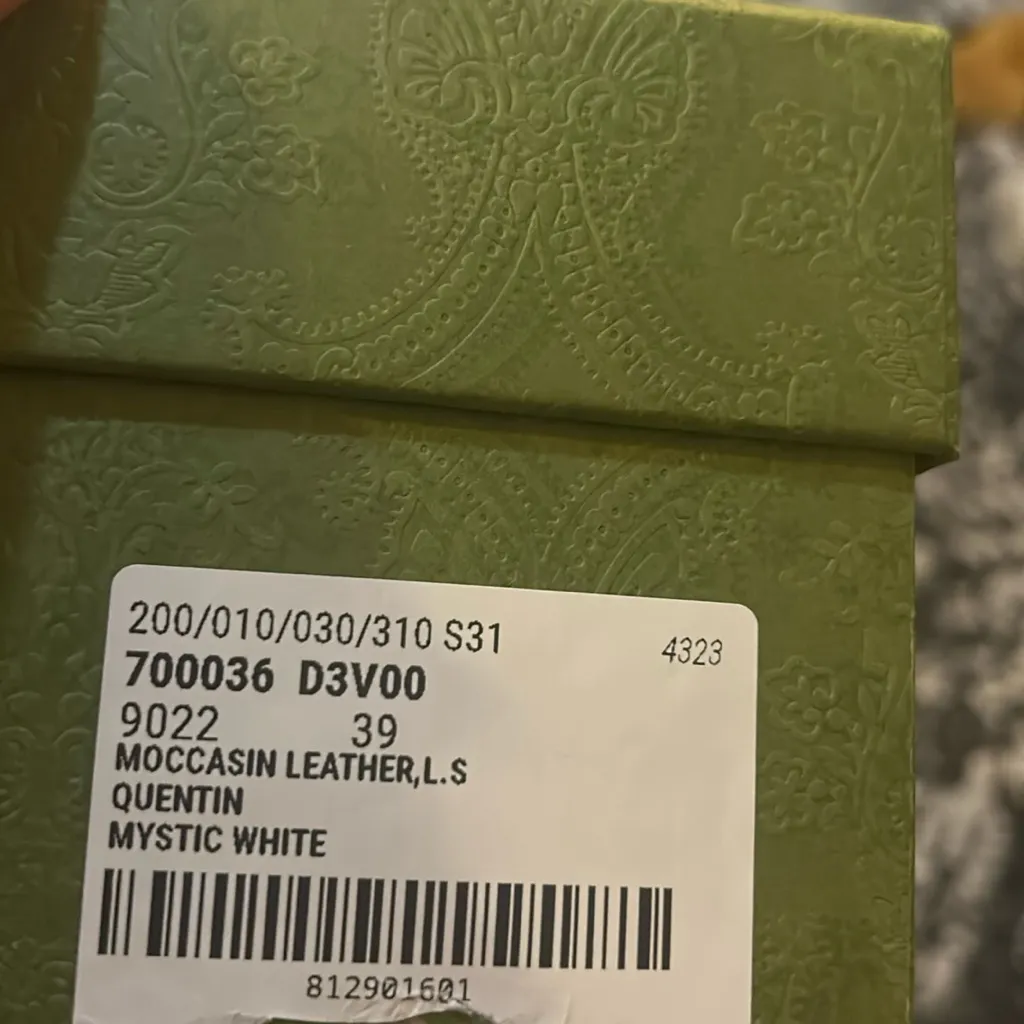 200/010/030/310 S31 4323
700036 D3V00
9022 39
MOCCASIN LEATHER,L.S
QUENTIN
MYSTIC WHITE
812901601